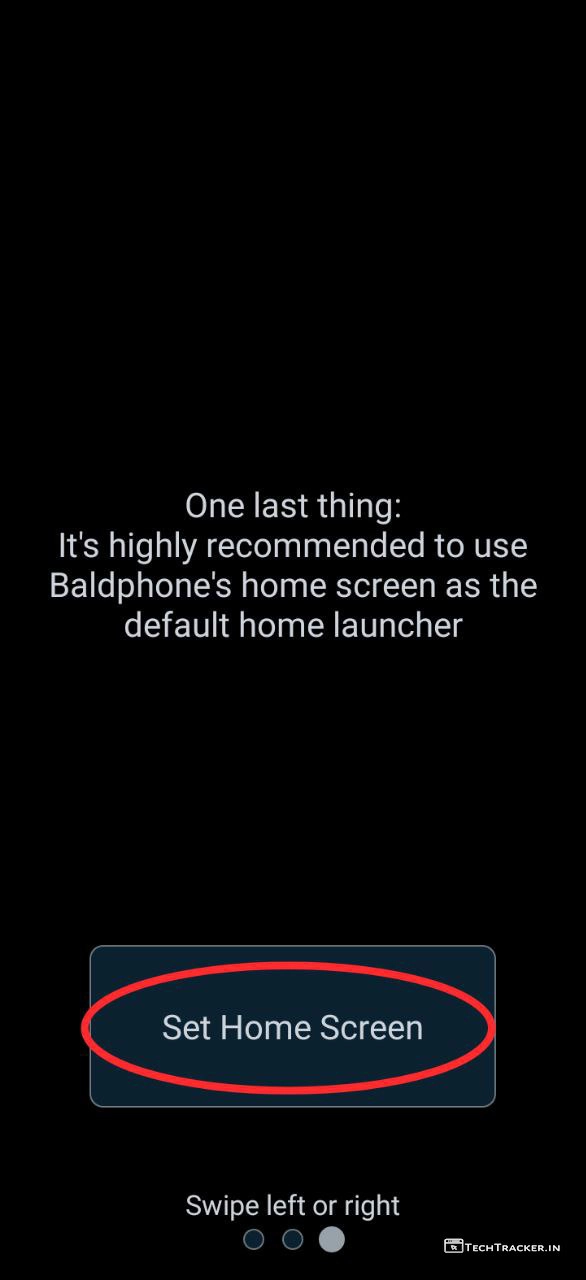 One last thing:
It's highly recommended to use
Baldphone's home screen as the
default home launcher
Set Home Screen
Swipe left or right
TechTracker.in